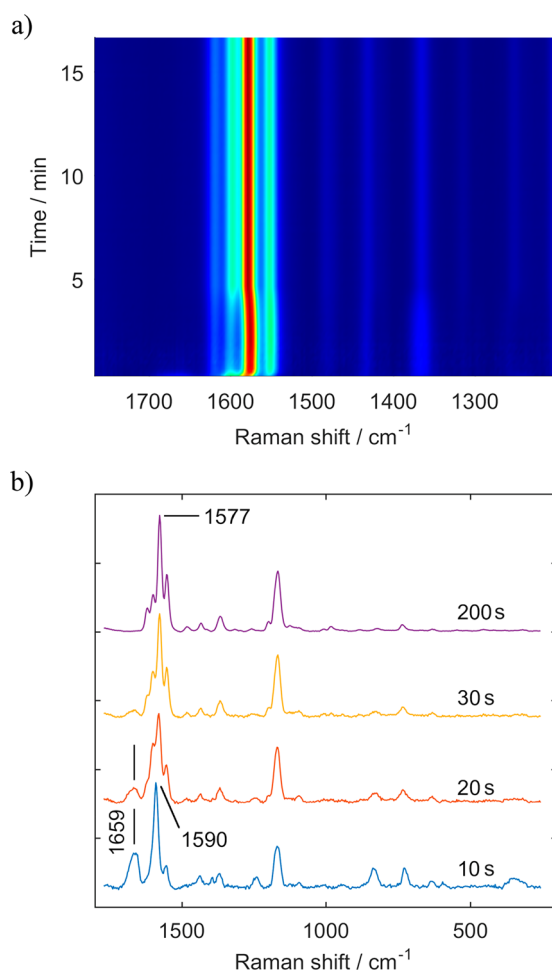 a)
15
10
5
Time / min
1700 1600 1500 1400 1300
Raman shift / cm⁻¹
b)
1577
200 s
30 s
20 s
1659
1590
10 s
1500 1000 500
Raman shift / cm⁻¹